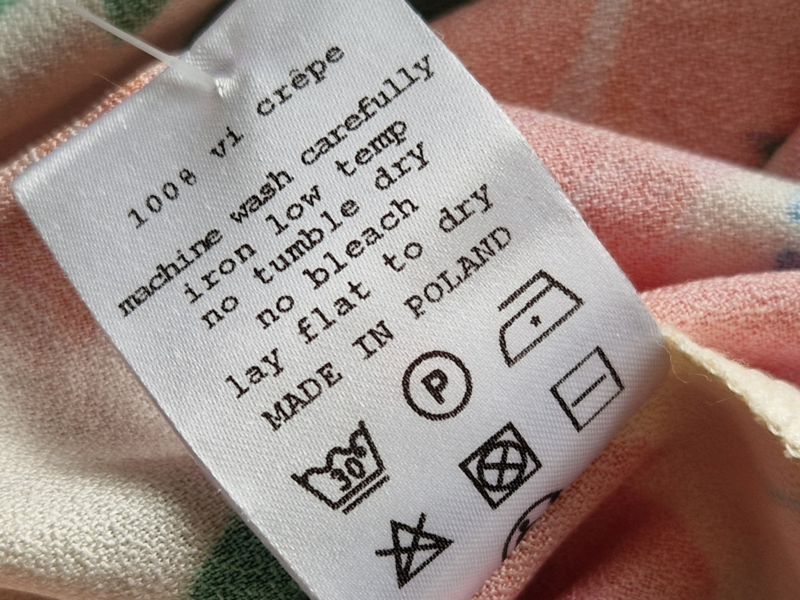 100% vi crêpe
machine wash carefully
iron low temp
no tumble dry
no bleach
lay flat to dry
MADE IN POLAND
P
30°